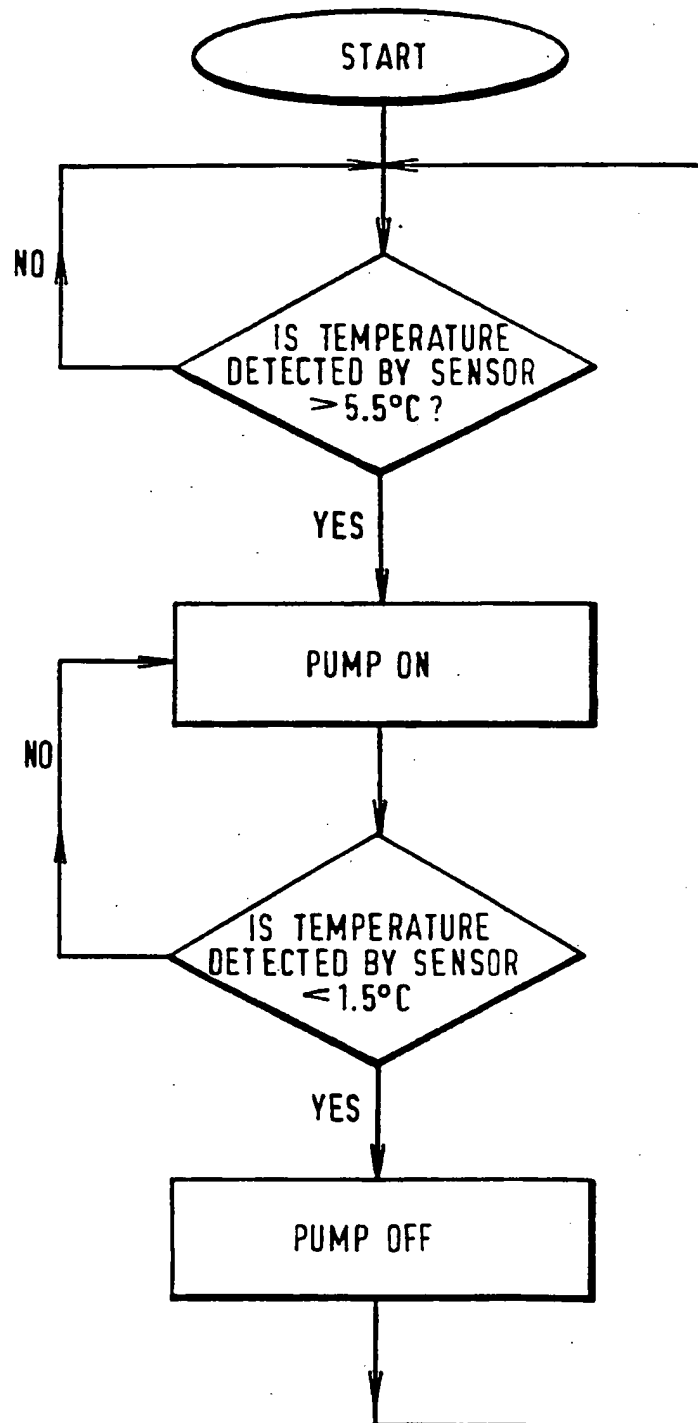 START
NO
IS TEMPERATURE
DETECTED BY SENSOR
>5.5°C?
YES
PUMP ON
NO
IS TEMPERATURE
DETECTED BY SENSOR
<1.5°C
YES
PUMP OFF